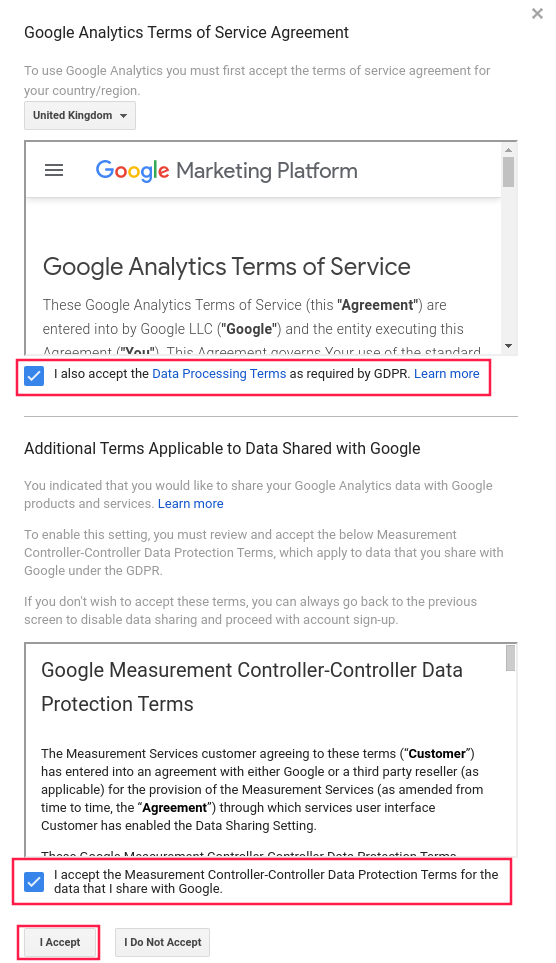 Google Analytics Terms of Service Agreement
To use Google Analytics you must first accept the terms of service agreement for
your country/region.
United Kingdom
Google Marketing Platform
Google Analytics Terms of Service
These Google Analytics Terms of Service (this "Agreement") are
entered into by Google LLC ("Google") and the entity executing this
Agreement ("You"). This Agreement governs Your use of the standard
I also accept the Data Processing Terms as required by GDPR. Learn more
Additional Terms Applicable to Data Shared with Google
You indicated that you would like to share your Google Analytics data with Google
products and services. Learn more
To enable this setting, you must review and accept the below Measurement
Controller-Controller Data Protection Terms, which apply to data that you share with
Google under the GDPR.
If you don't wish to accept these terms, you can always go back to the previous
screen to disable data sharing and proceed with account sign-up.
Google Measurement Controller-Controller Data
Protection Terms
The Measurement Services customer agreeing to these terms (“Customer”)
has entered into an agreement with either Google or a third party reseller (as
applicable) for the provision of the Measurement Services (as amended from
time to time, the “Agreement”) through which services user interface
Customer has enabled the Data Sharing Setting.
These Google Measurement Controller-Controller Data Protection Terms
I accept the Measurement Controller-Controller Data Protection Terms for the
data that I share with Google.
I Accept
I Do Not Accept